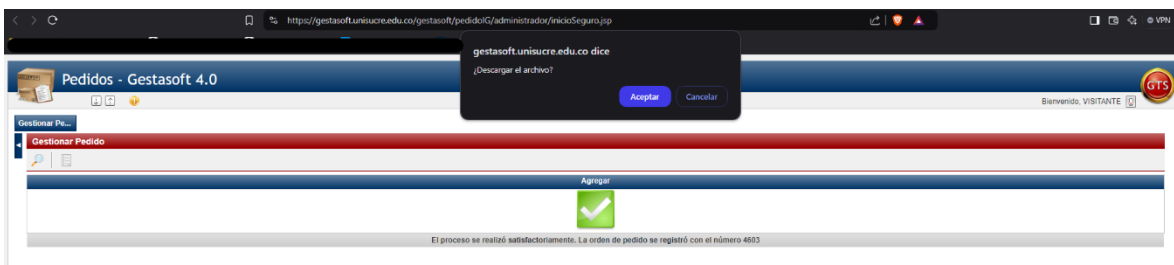 https://gestasoft.unisucre.edu.co/gestasoft/pedidoIG/administrador/inicioSeguro.jsp
VPN
gestasoft.unisucre.edu.co dice
¿Descargar el archivo?
Aceptar
Cancelar
Pedidos - Gestasoft 4.0
GTS
Bienvenido, VISITANTE
Gestionar Pe...
Gestionar Pedido
Agregar
El proceso se realizó satisfactoriamente. La orden de pedido se registró con el número 4603